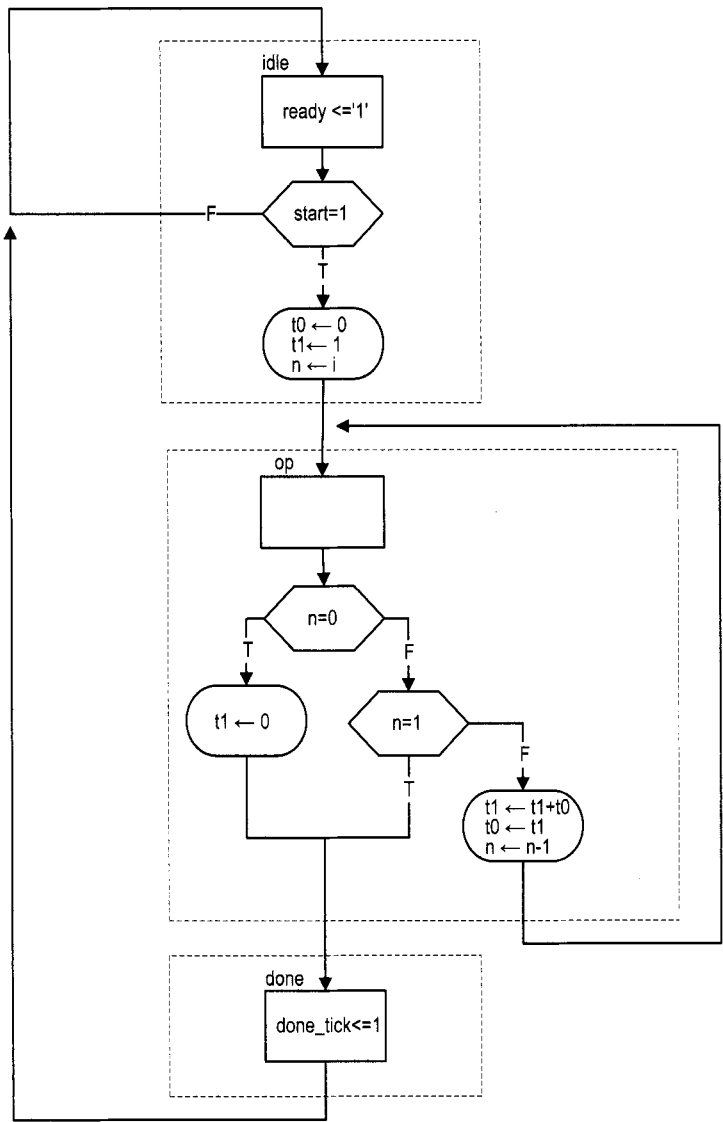 idle
ready <='1'
start=1
F
T
t0 ← 0
t1 ← 1
n ← i
op
n=0
T
F
t1 ← 0
n=1
F
T
t1 ← t1+t0
t0 ← t1
n ← n-1
done
done_tick<=1